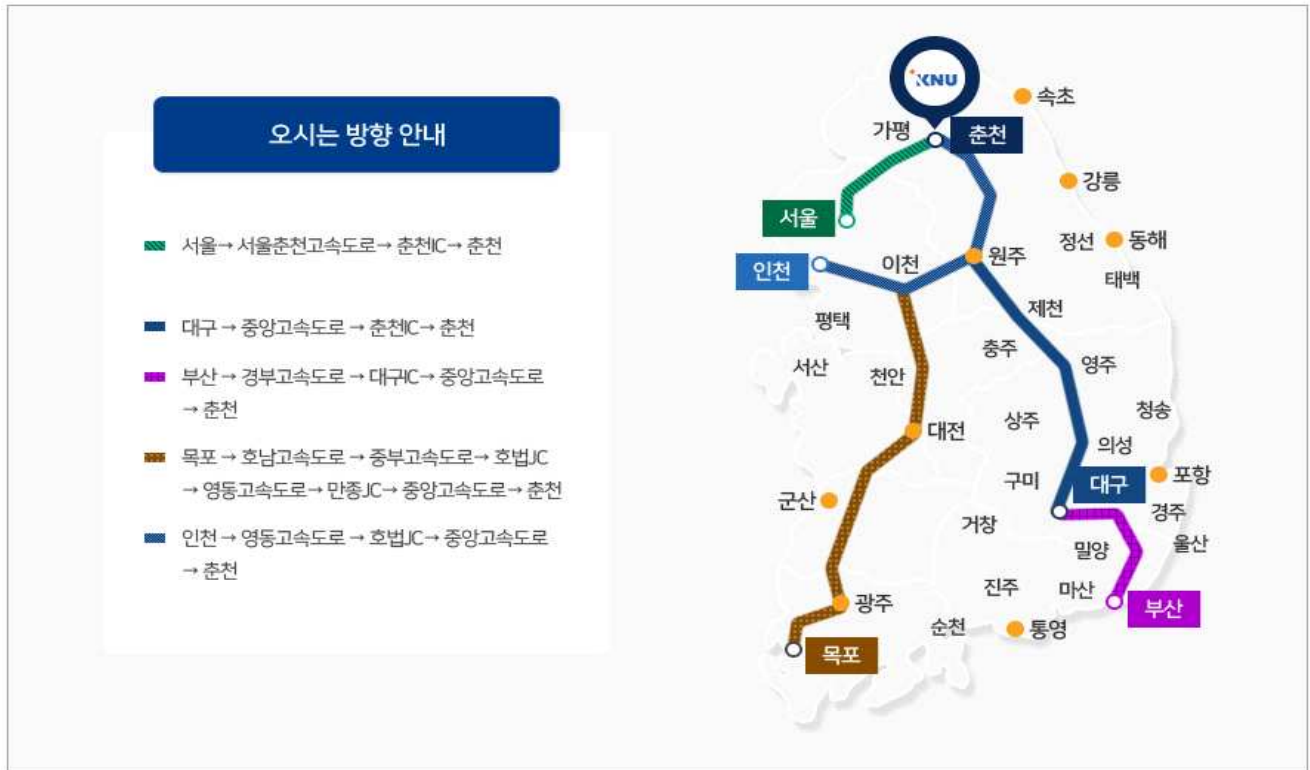 오시는 방향 안내
서울→ 서울춘천고속도로→ 춘천IC→ 춘천
대구 → 중앙고속도로 → 춘천IC → 춘천
부산 → 경부고속도로 → 대구IC→ 중앙고속도로
→ 춘천
목포 → 호남고속도로 → 중부고속도로→ 호법JC
→ 영동고속도로→ 만종JC→ 중앙고속도로→ 춘천
인천 → 영동고속도로 → 호법JC→ 중앙고속도로
→ 춘천
KNU
속초
가평
춘천
강릉
서울
정선
동해
인천
이천
원주
태백
제천
평택
충주
서산
천안
영주
청송
상주
대전
의성
구미
대구
포항
군산
거창
경주
밀양
울산
진주
마산
광주
부산
순천
통영
목포